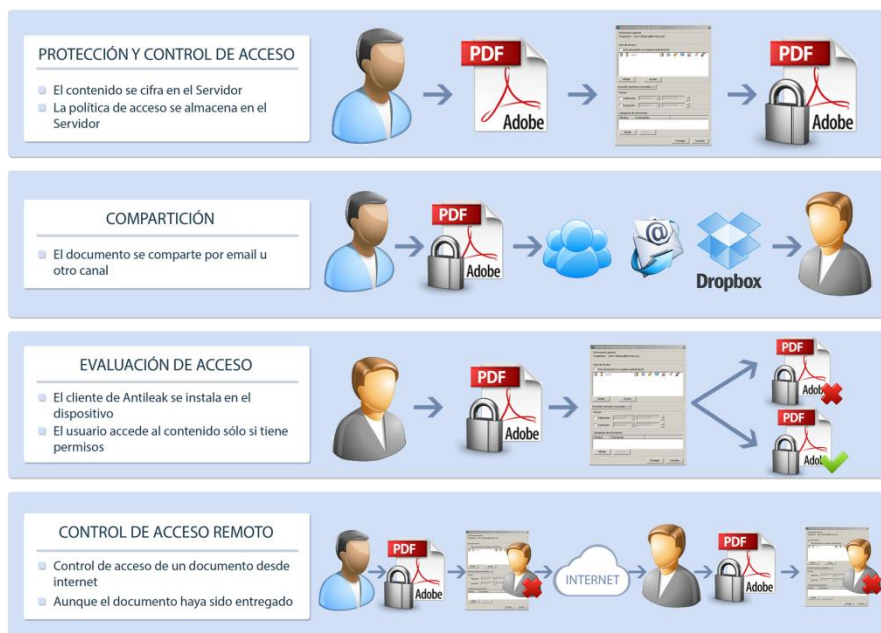 PROTECCIÓN Y CONTROL DE ACCESO
El contenido se cifra en el Servidor
La política de acceso se almacena en el
Servidor
PDF
Adobe
PDF
Adobe
COMPARTICIÓN
El documento se comparte por email u
otro canal
PDF
Adobe
@
Dropbox
EVALUACIÓN DE ACCESO
El cliente de Antileak se instala en el
dispositivo
El usuario accede al contenido sólo si tiene
permisos
PDF
Adobe
PDF
Adobe
PDF
Adobe
CONTROL DE ACCESO REMOTO
Control de acceso de un documento desde
internet
Aunque el documento haya sido entregado
PDF
Adobe
INTERNET
PDF
Adobe